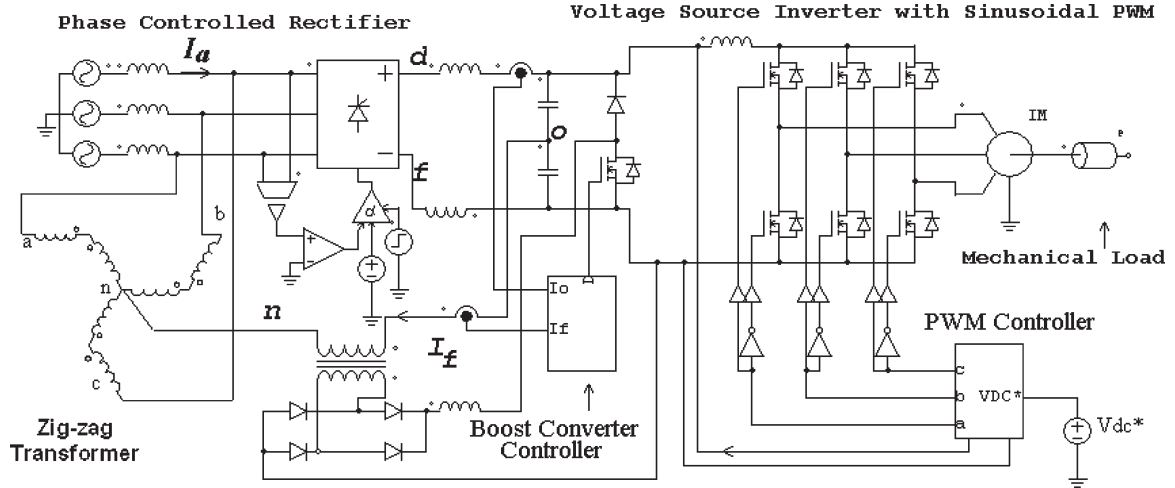 Voltage Source Inverter with Sinusoidal PWM
Phase Controlled Rectifier
Ia
d
o
f
IM
α
a
b
n
c
n
If
Io
If
Mechanical Load
PWM Controller
c
b
a
VDC*
Vdc*
Zig-zag
Transformer
Boost Converter
Controller